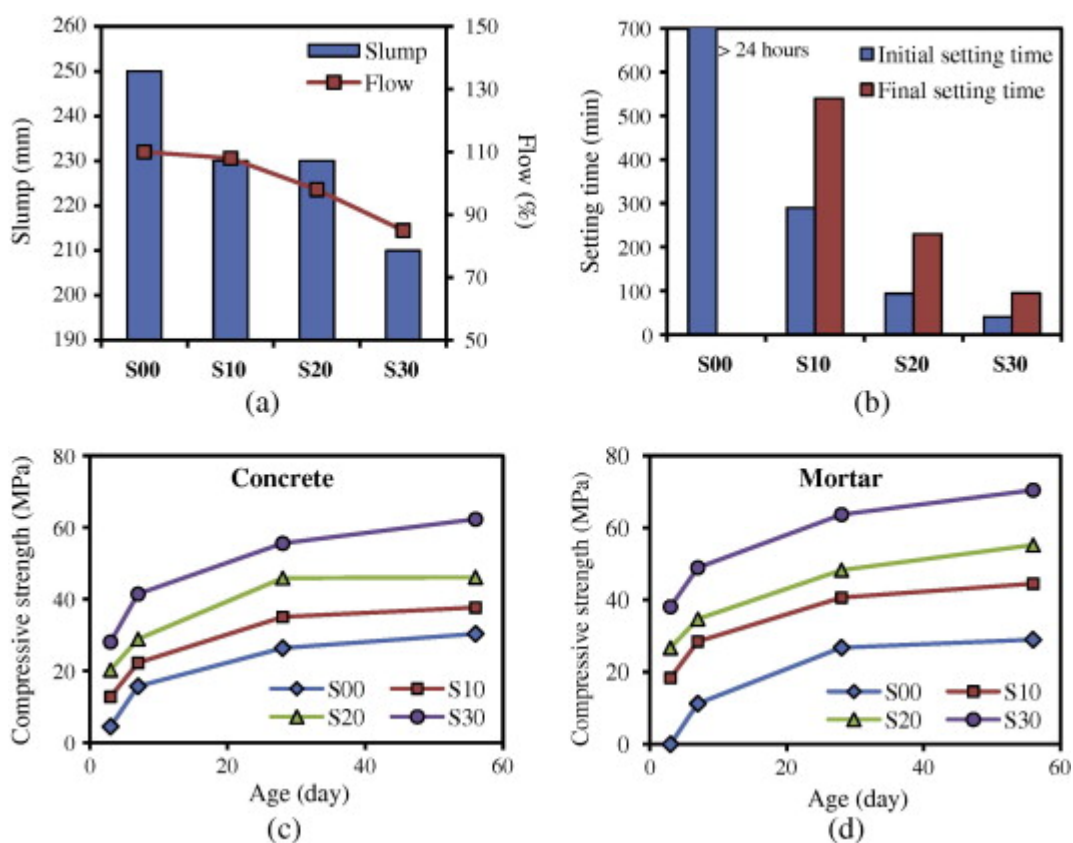 260
250
240
230
220
210
200
190
Slump (mm)
150
130
110
90
70
50
Flow (%)
Slump
Flow
S00 S10 S20 S30
(a)
700
600
500
400
300
200
100
0
Setting time (min)
> 24 hours
Initial setting time
Final setting time
S00 S10 S20 S30
(b)
80
60
40
20
0
Compressive strength (MPa)
Concrete
S00 S10
S20 S30
0 20 40 60
Age (day)
(c)
80
60
40
20
0
Compressive strength (MPa)
Mortar
S00 S10
S20 S30
0 20 40 60
Age (day)
(d)